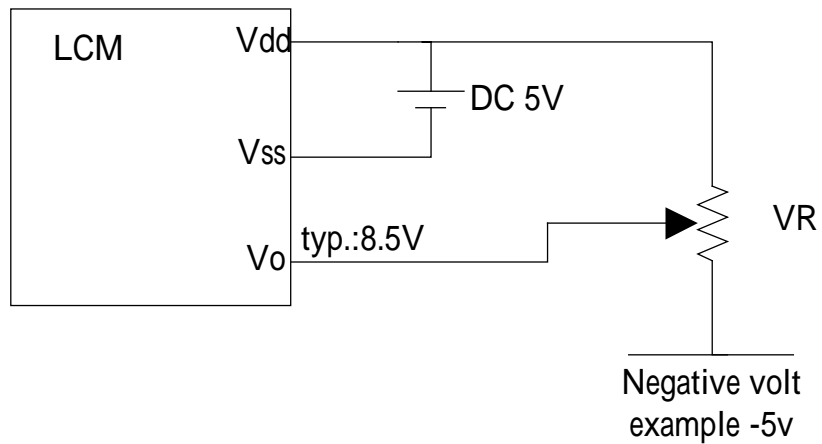 LCM
Vdd
DC 5V
Vss
VR
typ.:8.5V
Vo
Negative volt
example -5v